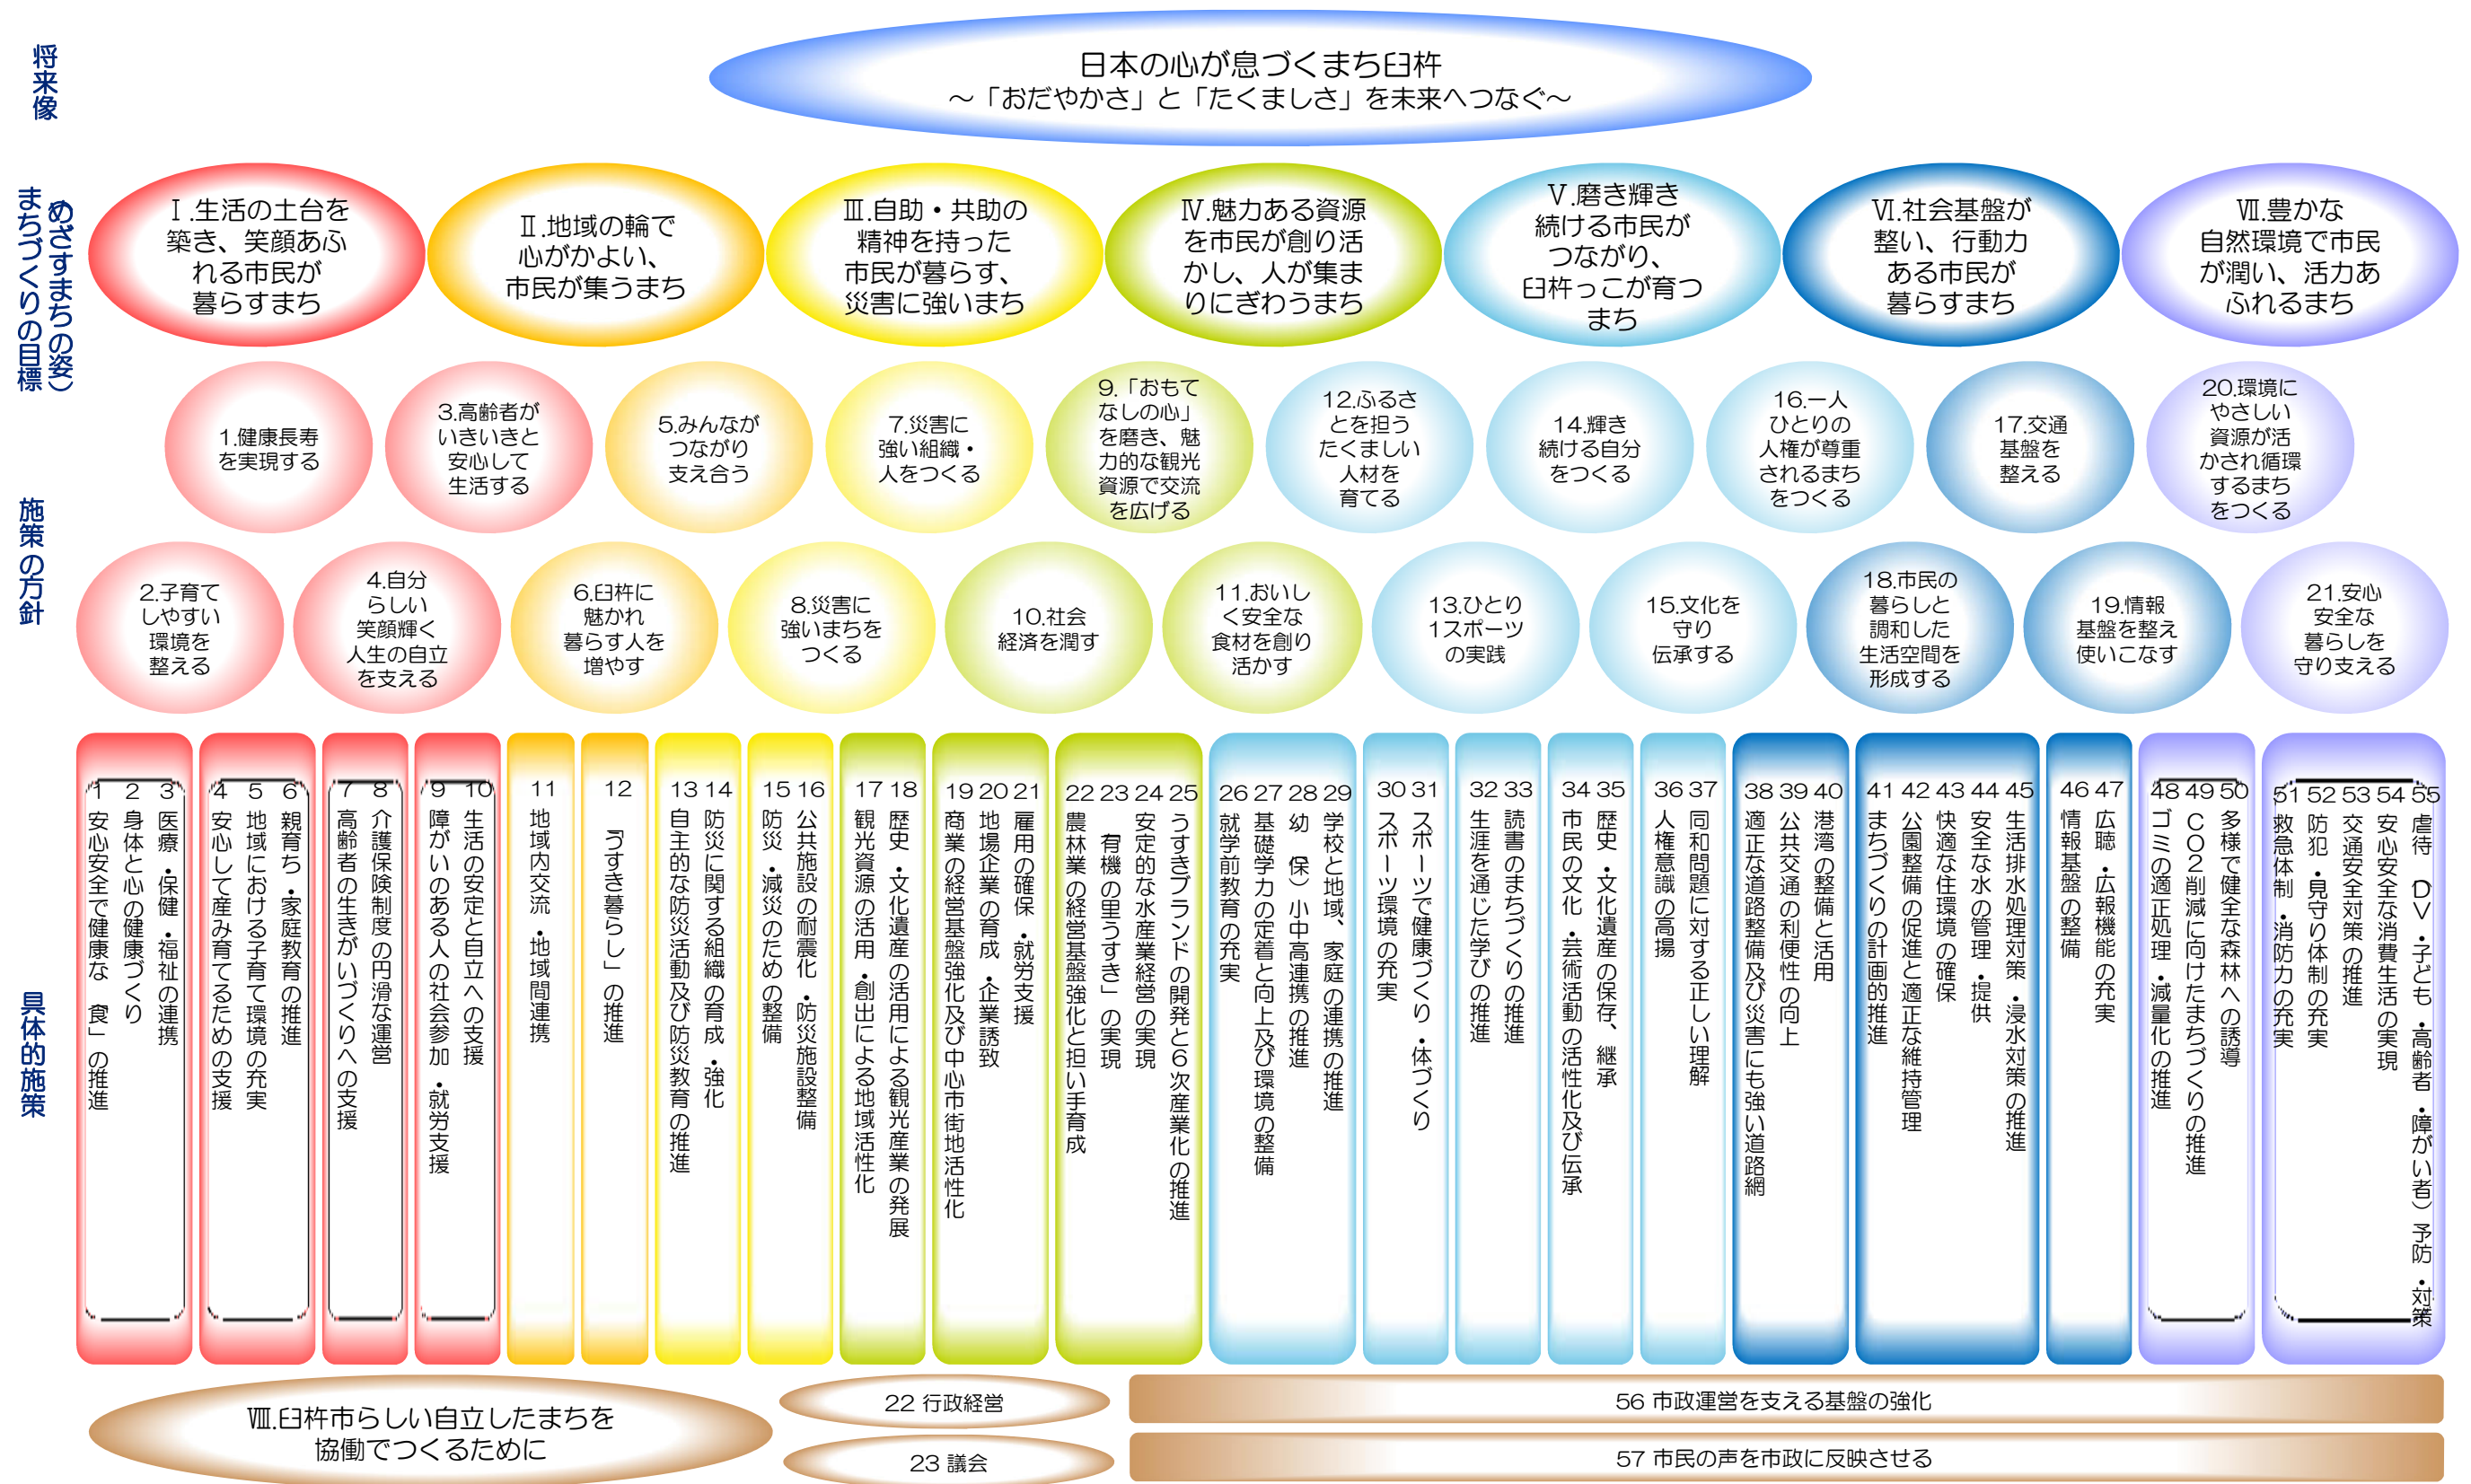 将来像
日本の心が息づくまち臼杵
～「おだやかさ」と「たくましさ」を未来へつなぐ～
まちづくりの目標
（めざすまちの姿）
Ⅰ.生活の土台を
築き、笑顔あふ
れる市民が
暮らすまち
Ⅱ.地域の輪で
心がかよい、
市民が集うまち
Ⅲ.自助・共助の
精神を持った
市民が暮らす、
災害に強いまち
Ⅳ.魅力ある資源
を市民が創り活
かし、人が集ま
りにぎわうまち
Ⅴ.磨き輝き
続ける市民が
つながり、
臼杵っこが育つ
まち
Ⅵ.社会基盤が
整い、行動力
ある市民が
暮らすまち
Ⅶ.豊かな
自然環境で市民
が潤い、活力あ
ふれるまち
施策の方針
1.健康長寿
を実現する
3.高齢者が
いきいきと
安心して
生活する
5.みんなが
つながり
支え合う
7.災害に
強い組織・
人をつくる
9.「おもて
なしの心」
を磨き、魅
力的な観光
資源で交流
を広げる
12.ふるさ
とを担う
たくましい
人材を
育てる
14.輝き
続ける自分
をつくる
16.一人
ひとりの
人権が尊重
されるまち
をつくる
17.交通
基盤を
整える
20.環境に
やさしい
資源が活
かされ循環
するまち
をつくる
2.子育て
しやすい
環境を
整える
4.自分
らしい
笑顔輝く
人生の自立
を支える
6.臼杵に
魅かれ
暮らす人を
増やす
8.災害に
強いまちを
つくる
10.社会
経済を潤す
11.おいし
く安全な
食材を創り
活かす
13.ひとり
1スポーツ
の実践
15.文化を
守り
伝承する
18.市民の
暮らしと
調和した
生活空間を
形成する
19.情報
基盤を整え
使いこなす
21.安心
安全な
暮らしを
守り支える
具体的施策
1 安心安全で健康な「食」の推進
2 身体と心の健康づくり
3 医療・保健・福祉の連携
4 安心して産み育てるための支援
5 地域における子育て環境の充実
6 親育ち・家庭教育の推進
7 高齢者の生きがいづくりへの支援
8 介護保険制度の円滑な運営
9 障がいのある人の社会参加・就労支援
10 生活の安定と自立への支援
11 地域内交流・地域間連携
12 「うすき暮らし」の推進
13 自主的な防災活動及び防災教育の推進
14 防災に関する組織の育成・強化
15 防災・減災のための整備
16 公共施設の耐震化・防災施設整備
17 観光資源の活用・創出による地域活性化
18 歴史・文化遺産の活用による観光産業の発展
19 商業の経営基盤強化及び中心市街地活性化
20 地場企業の育成・企業誘致
21 雇用の確保・就労支援
22 農林業の経営基盤強化と担い手育成
23 「有機の里うすき」の実現
24 安定的な水産業経営の実現
25 うすきブランドの開発と6次産業化の推進
26 就学前教育の充実
27 基礎学力の定着と向上及び環境の整備
28 幼（保）小中高連携の推進
29 学校と地域、家庭の連携の推進
30 スポーツ環境の充実
31 スポーツで健康づくり・体づくり
32 生涯を通じた学びの推進
33 読書のまちづくりの推進
34 市民の文化・芸術活動の活性化及び伝承
35 歴史・文化遺産の保存、継承
36 人権意識の高揚
37 同和問題に対する正しい理解
38 適正な道路整備及び災害にも強い道路網
39 公共交通の利便性の向上
40 港湾の整備と活用
41 まちづくりの計画的推進
42 公園整備の促進と適正な維持管理
43 快適な住環境の確保
44 安全な水の管理・提供
45 生活排水処理対策・浸水対策の推進
46 情報基盤の整備
47 広聴・広報機能の充実
48 ゴミの適正処理・減量化の推進
49 CO2削減に向けたまちづくりの推進
50 多様で健全な森林への誘導
51 救急体制・消防力の充実
52 防犯・見守り体制の充実
53 交通安全対策の推進
54 安心安全な消費生活の実現
55 虐待（DV・子ども・高齢者・障がい者）予防・対策
Ⅷ.臼杵市らしい自立したまちを
協働でつくるために
22 行政経営
56 市政運営を支える基盤の強化
23 議会
57 市民の声を市政に反映させる